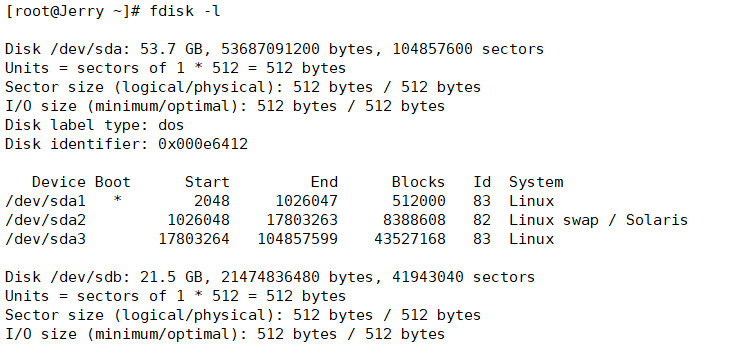 [root@Jerry ~]# fdisk -l
Disk /dev/sda: 53.7 GB, 53687091200 bytes, 104857600 sectors
Units = sectors of 1 * 512 = 512 bytes
Sector size (logical/physical): 512 bytes / 512 bytes
I/O size (minimum/optimal): 512 bytes / 512 bytes
Disk label type: dos
Disk identifier: 0x000e6412
   Device Boot      Start         End      Blocks   Id  System
/dev/sda1   *        2048     1026047      512000   83  Linux
/dev/sda2         1026048    17803263     8388608   82  Linux swap / Solaris
/dev/sda3        17803264   104857599    43527168   83  Linux
Disk /dev/sdb: 21.5 GB, 21474836480 bytes, 41943040 sectors
Units = sectors of 1 * 512 = 512 bytes
Sector size (logical/physical): 512 bytes / 512 bytes
I/O size (minimum/optimal): 512 bytes / 512 bytes